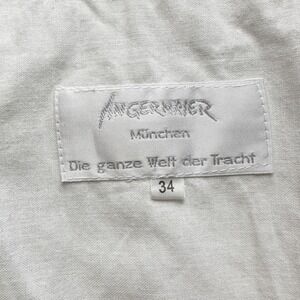 ANGERMAIER
München
Die ganze Welt der Tracht
34